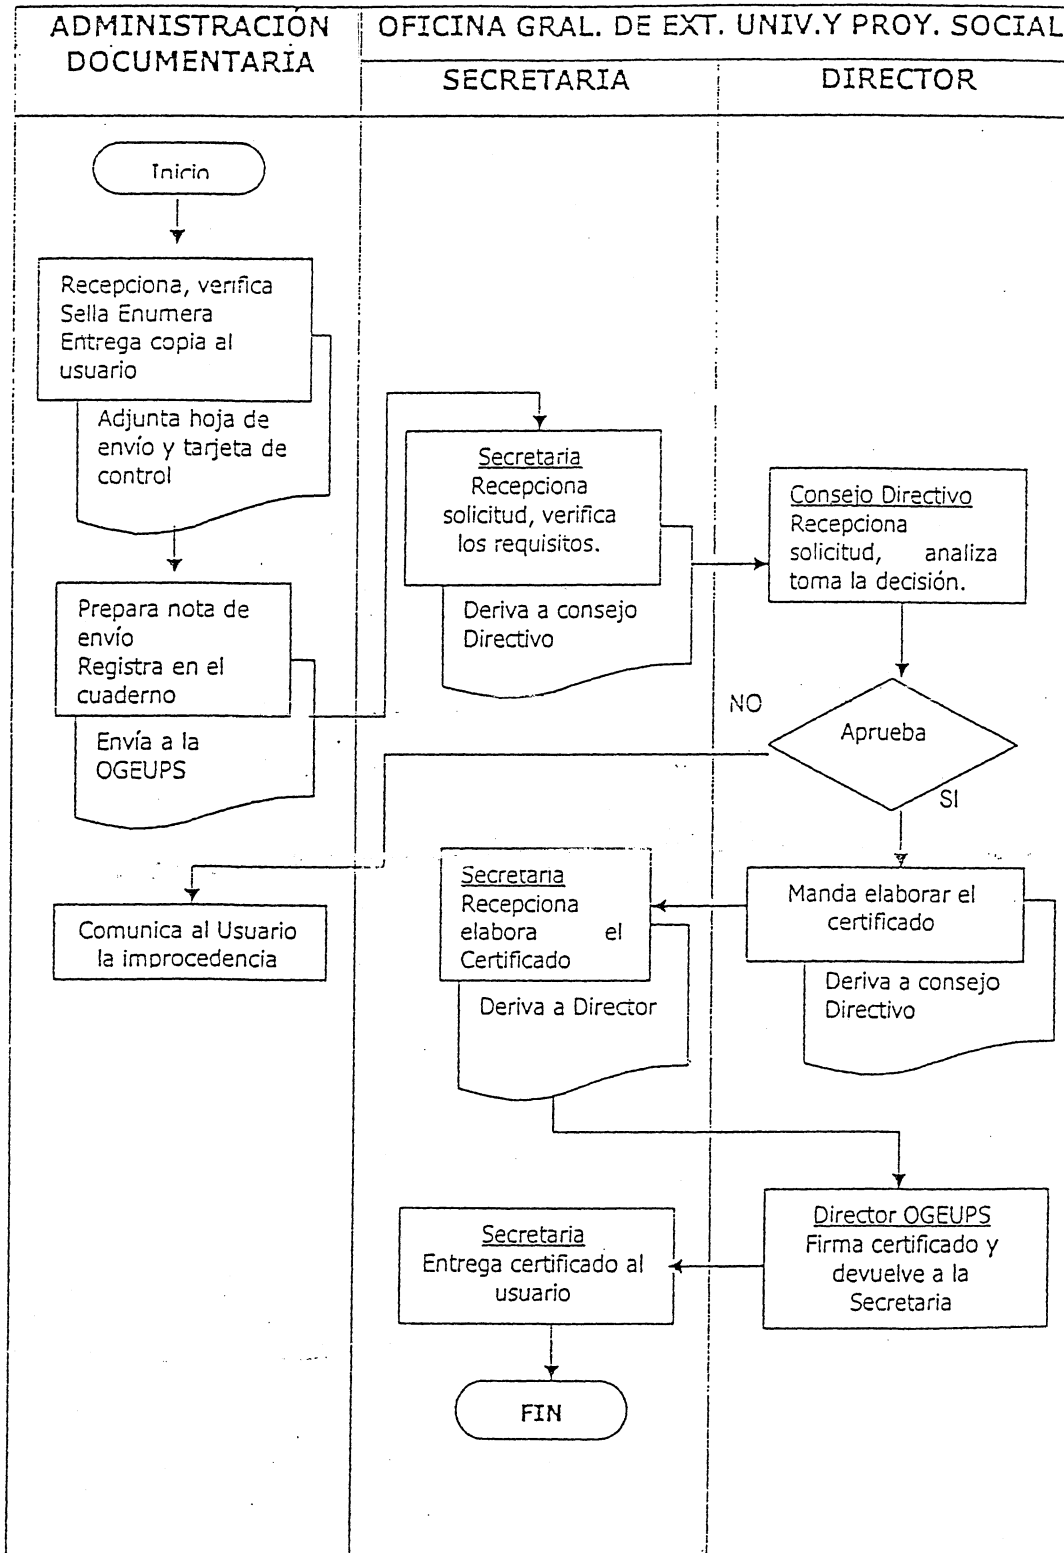 ADMINISTRACIÓN
DOCUMENTARIA
OFICINA GRAL. DE EXT. UNIV.Y PROY. SOCIAL
SECRETARIA
DIRECTOR
Inicio
Recepciona, verifica
Sella Enumera
Entrega copia al
usuario
Adjunta hoja de
envío y tarjeta de
control
Prepara nota de
envío
Registra en el
cuaderno
Envía a la
OGEUPS
Secretaria
Recepciona
solicitud, verifica
los requisitos.
Deriva a consejo
Directivo
Consejo Directivo
Recepciona
solicitud, analiza
toma la decisión.
NO
Aprueba
SI
Comunica al Usuario
la improcedencia
Secretaria
Recepciona
elabora el
Certificado
Deriva a Director
Manda elaborar el
certificado
Deriva a consejo
Directivo
Director OGEUPS
Firma certificado y
devuelve a la
Secretaria
Secretaria
Entrega certificado al
usuario
FIN